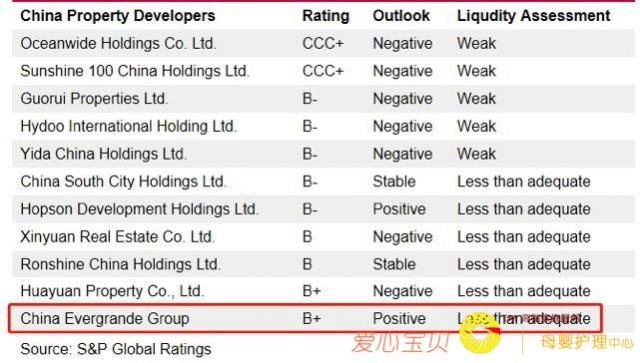 China Property Developers Rating Outlook Liqudity Assessment
Oceanwide Holdings Co. Ltd. CCC+ Negative Weak
Sunshine 100 China Holdings Ltd. CCC+ Negative Weak
Guorui Properties Ltd. B- Negative Weak
Hydoo International Holding Ltd. B- Negative Weak
Yida China Holdings Ltd. B- Negative Weak
China South City Holdings Ltd. B- Stable Less than adequate
Hopson Development Holdings Ltd. B- Positive Less than adequate
Xinyuan Real Estate Co. Ltd. B Negative Less than adequate
Ronshine China Holdings Ltd. B Stable Less than adequate
Huayuan Property Co., Ltd. B+ Negative Less than adequate
China Evergrande Group B+ Positive Less than adequate
Source: S&P Global Ratings
爱心宝贝 母婴护理中心